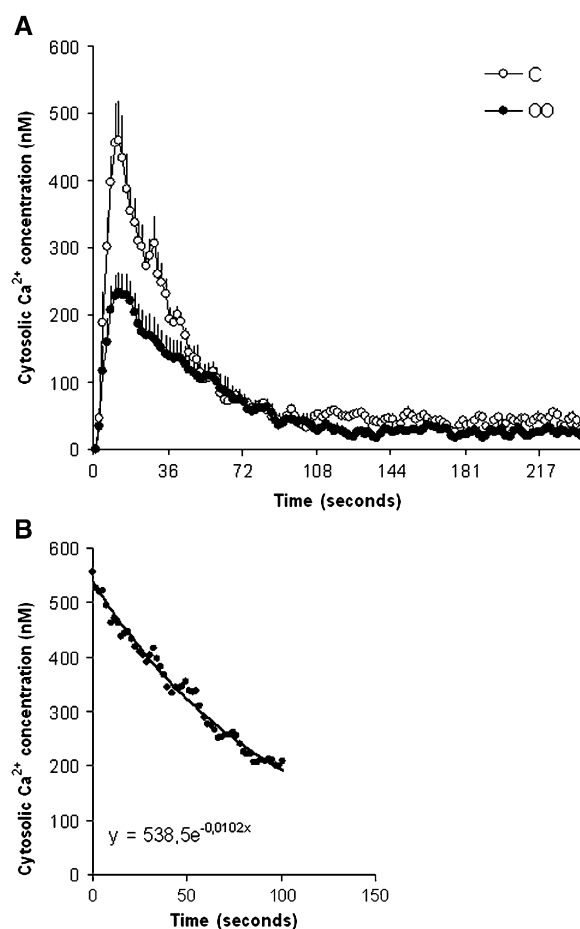 A
600
500
400
300
200
100
0
Cytosolic Ca2+ concentration (nM)
C
OO
0 36 72 108 144 181 217
Time (seconds)
B
600
500
400
300
200
100
0
Cytosolic Ca2+ concentration (nM)
y = 538,5e-0,0102x
0 50 100 150
Time (seconds)